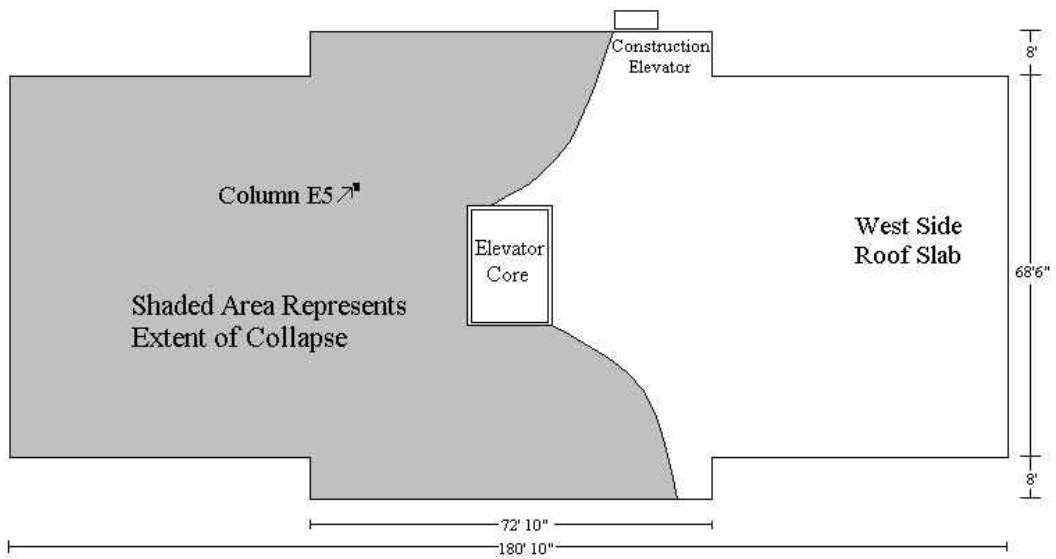 Construction
Elevator
8'
Column E5
Elevator
Core
West Side
Roof Slab
68'6"
Shaded Area Represents
Extent of Collapse
8'
72' 10"
180' 10"